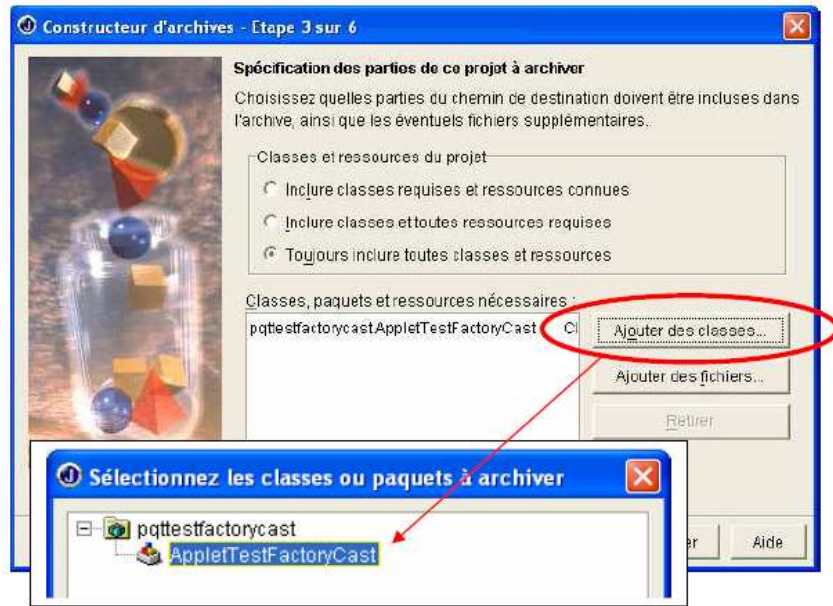 Constructeur d'archives - Etape 3 sur 6
Spécification des parties de ce projet à archiver
Choisissez quelles parties du chemin de destination doivent être incluses dans
l'archive, ainsi que les éventuels fichiers supplémentaires.
Classes et ressources du projet
Inclure classes requises et ressources connues
Inclure classes et toutes ressources requises
Toujours inclure toutes classes et ressources
Classes, paquets et ressources nécessaires :
pqttestfactorycast.AppletTestFactoryCast Cl
Ajouter des classes...
Ajouter des fichiers...
Retirer
Sélectionnez les classes ou paquets à archiver
pqttestfactorycast
AppletTestFactoryCast
er
Aide